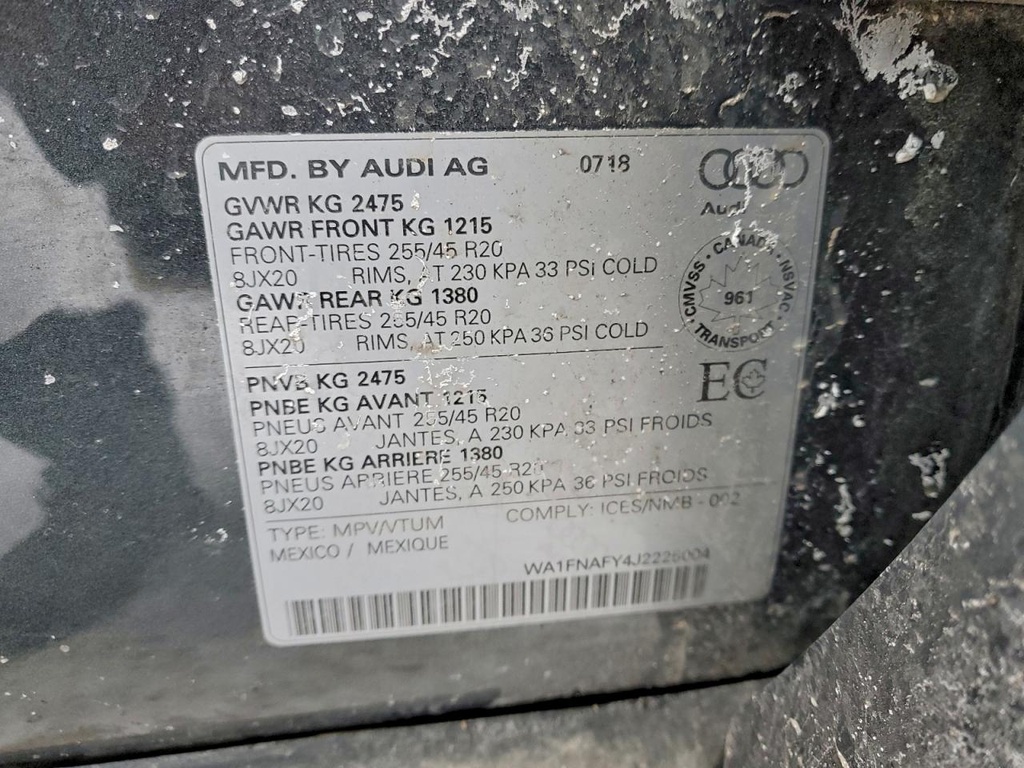 MFD. BY AUDI AG 0718
Audi
GVWR KG 2475
GAWR FRONT KG 1215
FRONT-TIRES 255/45 R20
8JX20 RIMS, AT 230 KPA 33 PSI COLD
GAWR REAR KG 1380
REAR-TIRES 255/45 R20
8JX20 RIMS, AT 250 KPA 36 PSI COLD
CMVSS · CANADA · NSVAC · TRANSPORT
961
EC
PNVB KG 2475
PNBE KG AVANT 1215
PNEUS AVANT 255/45 R20
8JX20 JANTES, A 230 KPA 33 PSI FROIDS
PNBE KG ARRIERE 1380
PNEUS ARRIERE 255/45 R20
8JX20 JANTES, A 250 KPA 36 PSI FROIDS
TYPE: MPV/VTUM COMPLY: ICES/NMB - 002
MEXICO / MEXIQUE